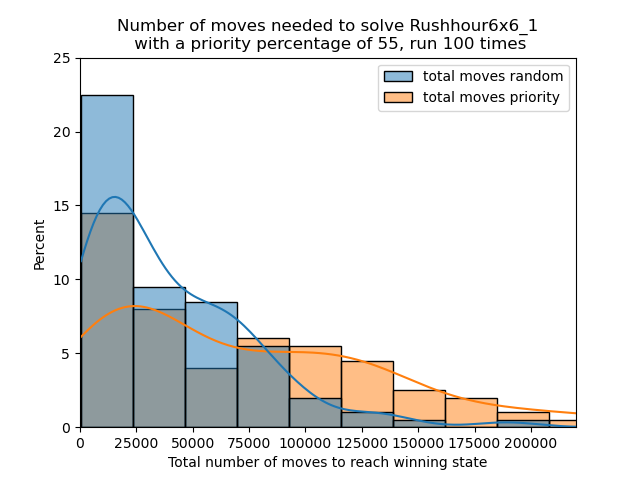 Number of moves needed to solve Rushhour6x6_1
with a priority percentage of 55, run 100 times
total moves random
total moves priority
Percent
25
20
15
10
5
0
0 25000 50000 75000 100000 125000 150000 175000 200000
Total number of moves to reach winning state